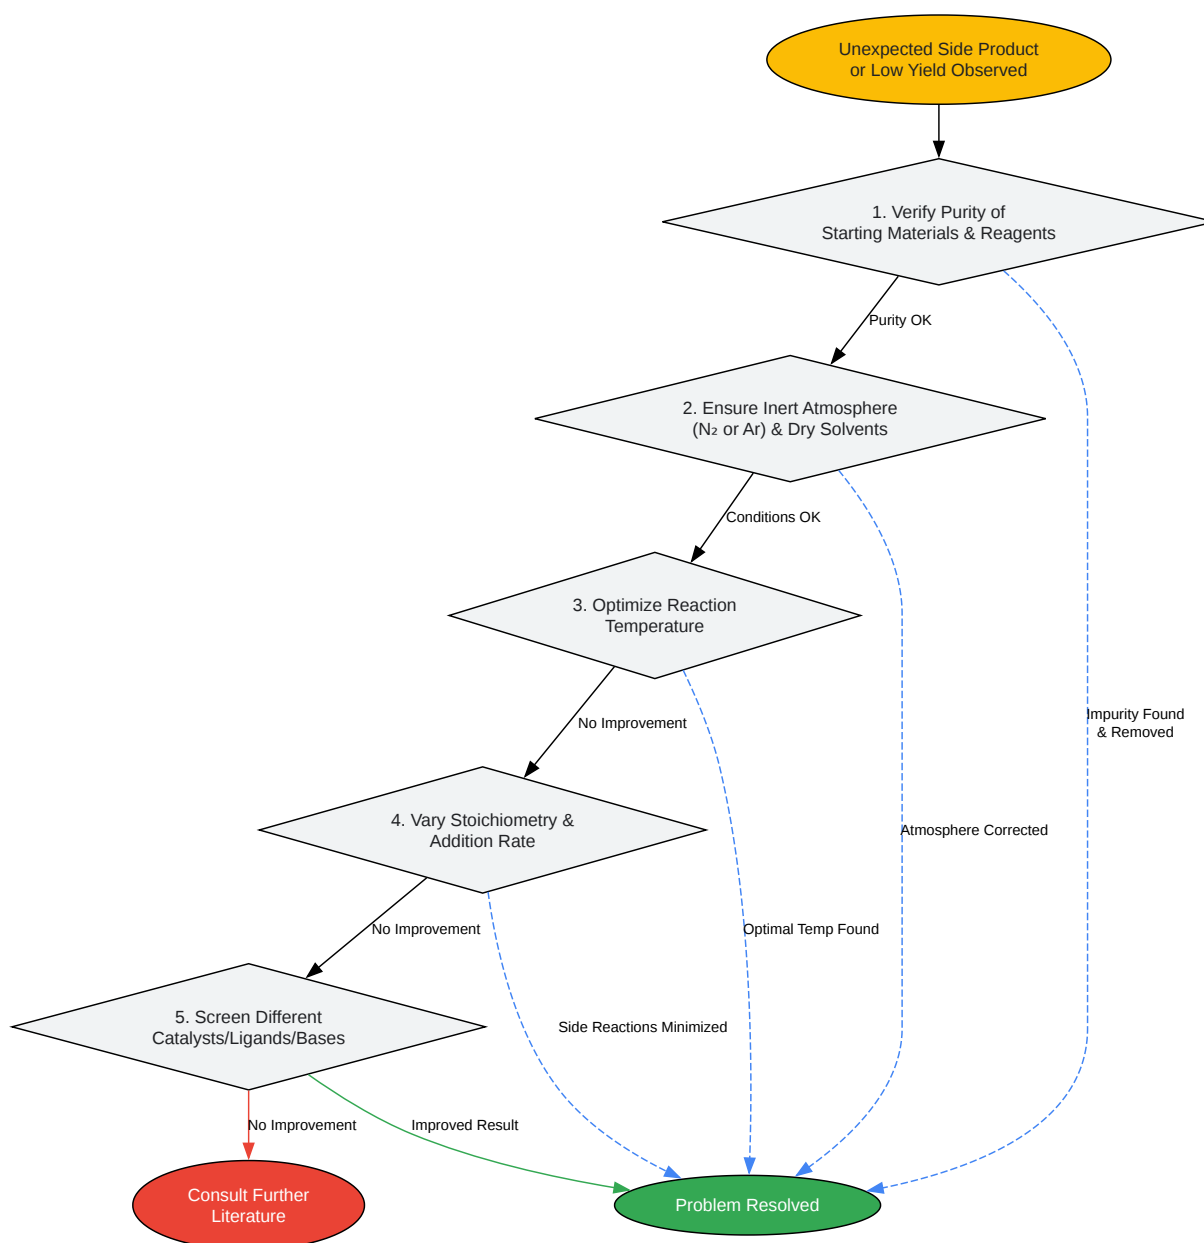 Unexpected Side Product
or Low Yield Observed
1. Verify Purity of
Starting Materials & Reagents
Purity OK
2. Ensure Inert Atmosphere
(N₂ or Ar) & Dry Solvents
Conditions OK
3. Optimize Reaction
Temperature
No Improvement
Impurity Found
& Removed
4. Vary Stoichiometry &
Addition Rate
Atmosphere Corrected
No Improvement
Optimal Temp Found
5. Screen Different
Catalysts/Ligands/Bases
Side Reactions Minimized
No Improvement
Improved Result
Consult Further
Literature
Problem Resolved